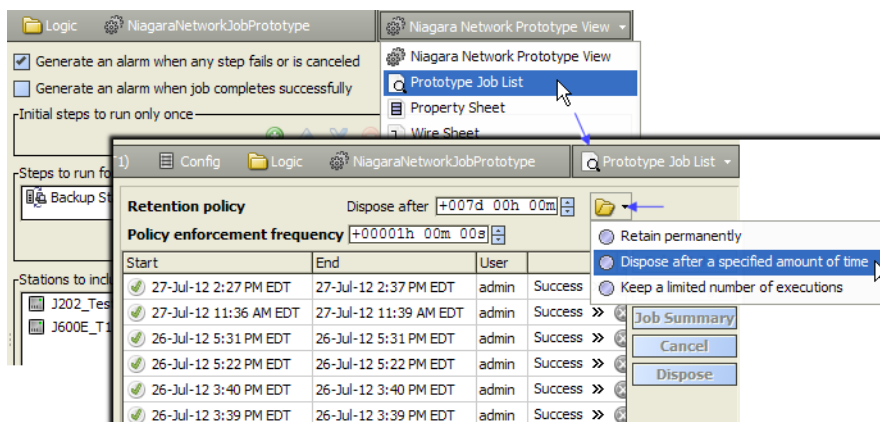 Logic NiagaraNetworkJobPrototype Niagara Network Prototype View
Generate an alarm when any step fails or is canceled
Generate an alarm when job completes successfully
Initial steps to run only once
Niagara Network Prototype View
Prototype Job List
Property Sheet
Wire Sheet
Steps to run fo
Backup St
Stations to incl
J202_Tes
J600E_T1
1) Config Logic NiagaraNetworkJobPrototype Prototype Job List
Retention policy Dispose after +007d 00h 00m
Policy enforcement frequency +00001h 00m 00s
Retain permanently
Dispose after a specified amount of time
Keep a limited number of executions
Start End User
27-Jul-12 2:27 PM EDT 27-Jul-12 2:37 PM EDT admin Success
27-Jul-12 11:36 AM EDT 27-Jul-12 11:39 AM EDT admin Success »
26-Jul-12 5:31 PM EDT 26-Jul-12 5:31 PM EDT admin Success »
26-Jul-12 5:22 PM EDT 26-Jul-12 5:22 PM EDT admin Success »
26-Jul-12 3:40 PM EDT 26-Jul-12 3:40 PM EDT admin Success »
26-Jul-12 3:39 PM EDT 26-Jul-12 3:39 PM EDT admin Success »
Job Summary
Cancel
Dispose